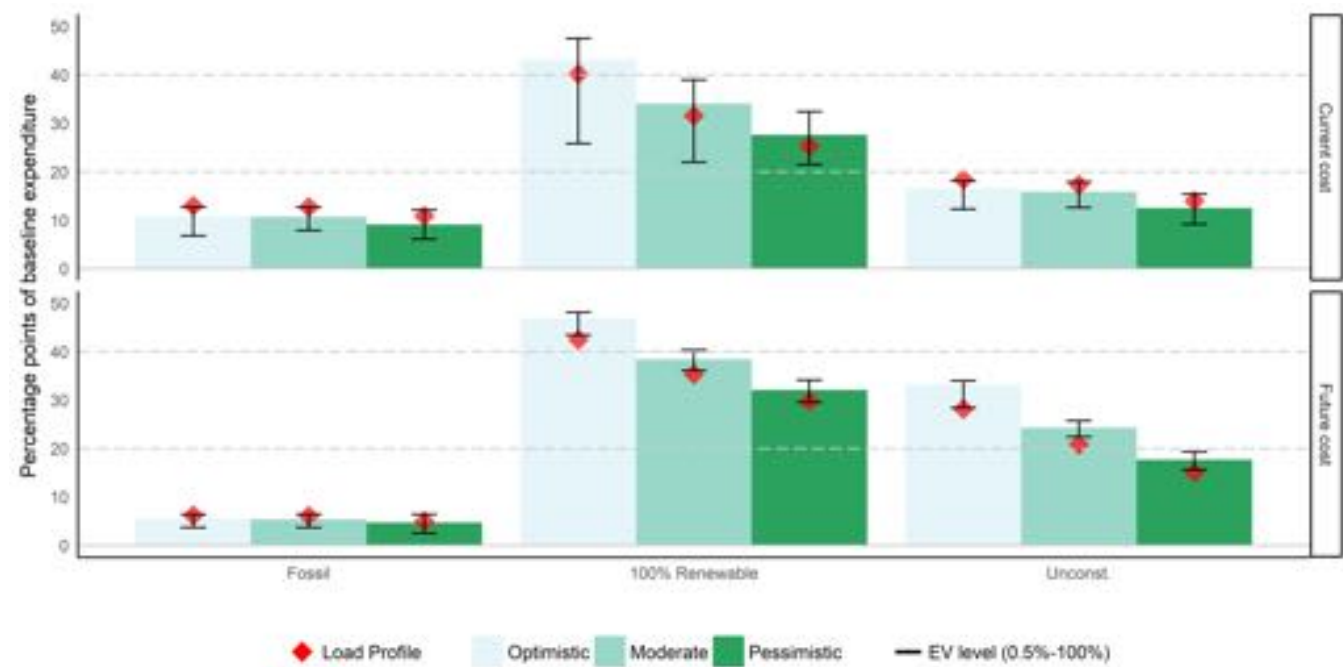 Percentage points of baseline expenditure
50
40
30
20
10
0
Current cost
50
40
30
20
10
0
Future cost
Fossil 100% Renewable Unconst.
Load Profile Optimistic Moderate Pessimistic EV level (0.5%-100%)